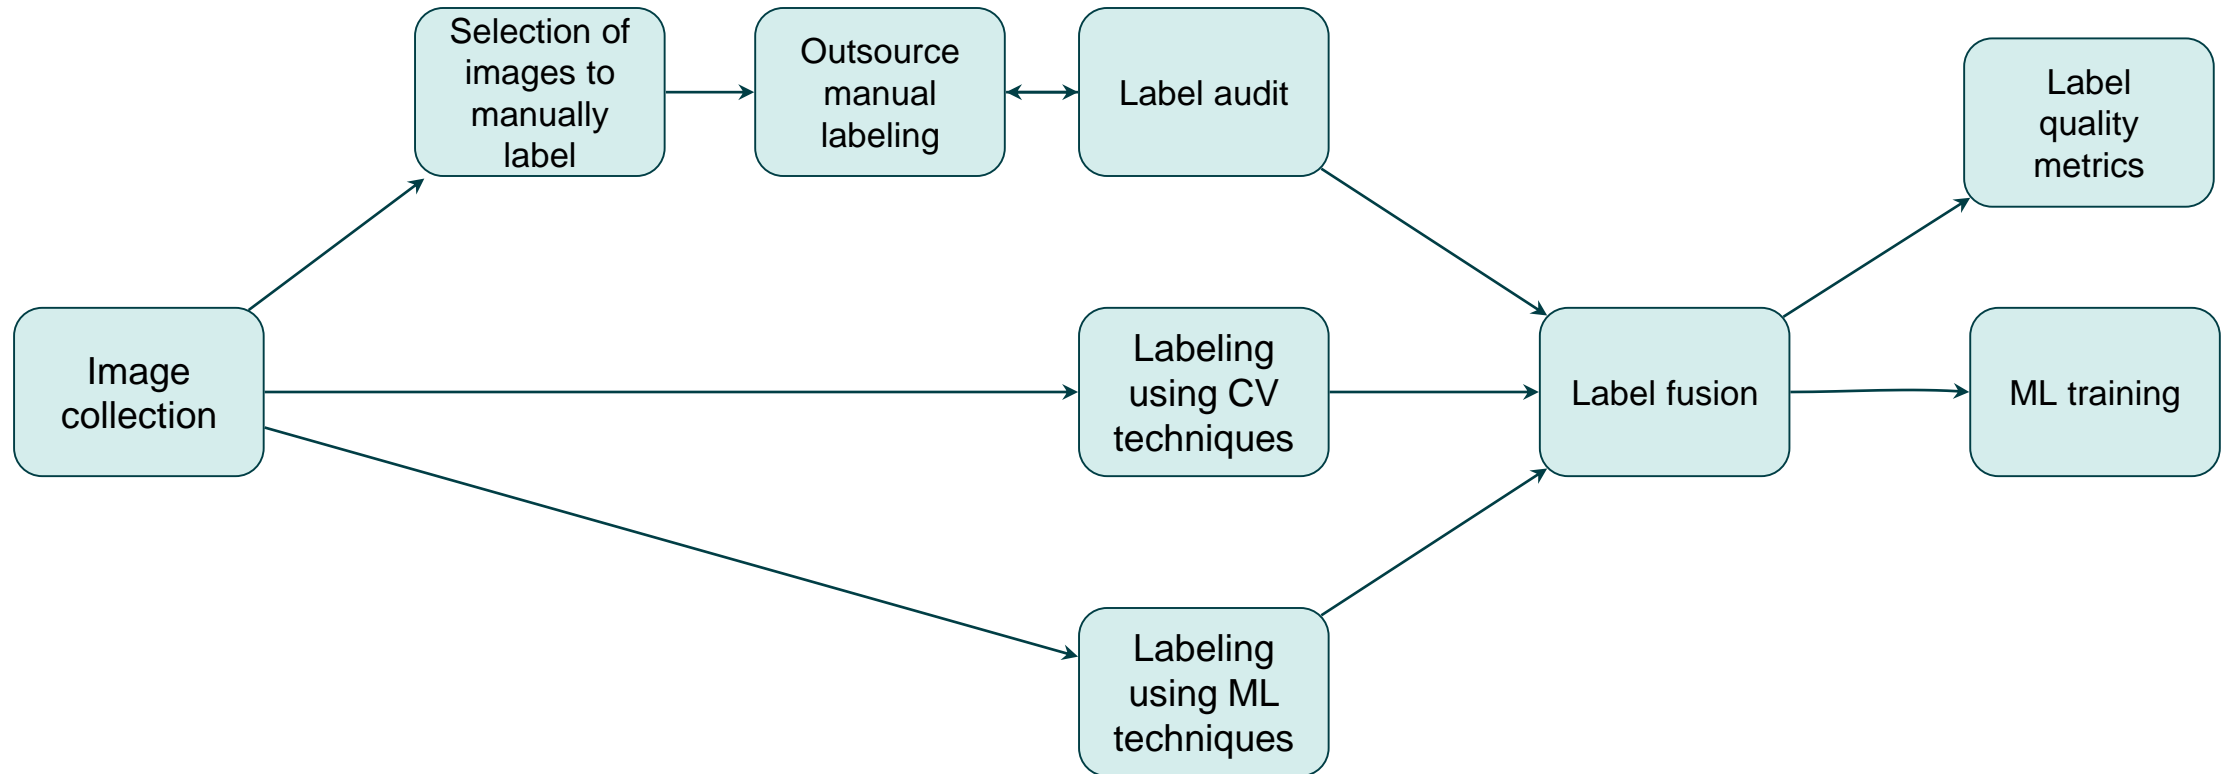 Selection of
images to
manually
label
Outsource
manual
labeling
Label audit
Label
quality
metrics
Image
collection
Labeling
using CV
techniques
Label fusion
ML training
Labeling
using ML
techniques